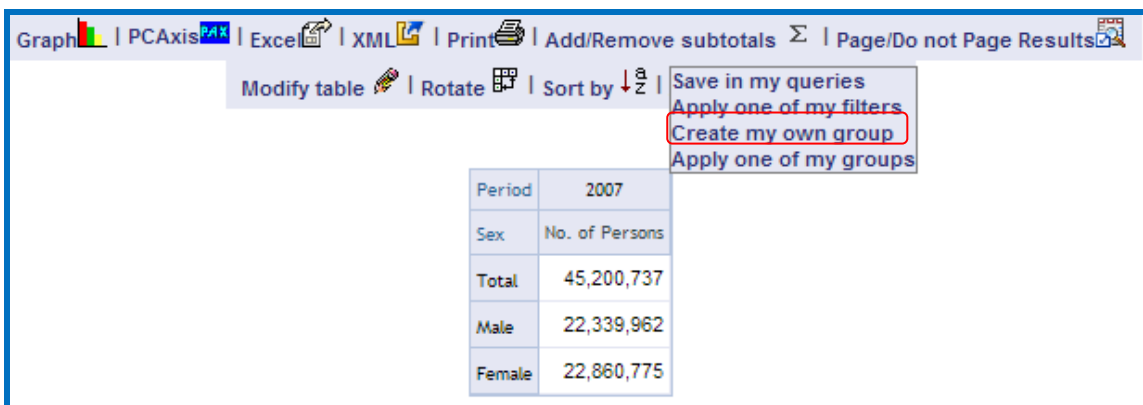 Graph | PCAxis PAX | Excel | XML | Print | Add/Remove subtotals Σ | Page/Do not Page Results
Modify table | Rotate | Sort by a z | Save in my queries
Apply one of my filters
Create my own group
Apply one of my groups
Period 2007
Sex No. of Persons
Total 45,200,737
Male 22,339,962
Female 22,860,775